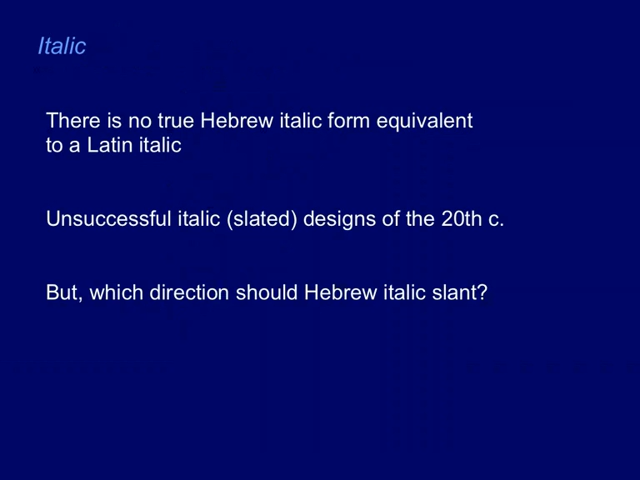 Italic
There is no true Hebrew italic form equivalent
to a Latin italic
Unsuccessful italic (slated) designs of the 20th c.
But, which direction should Hebrew italic slant?